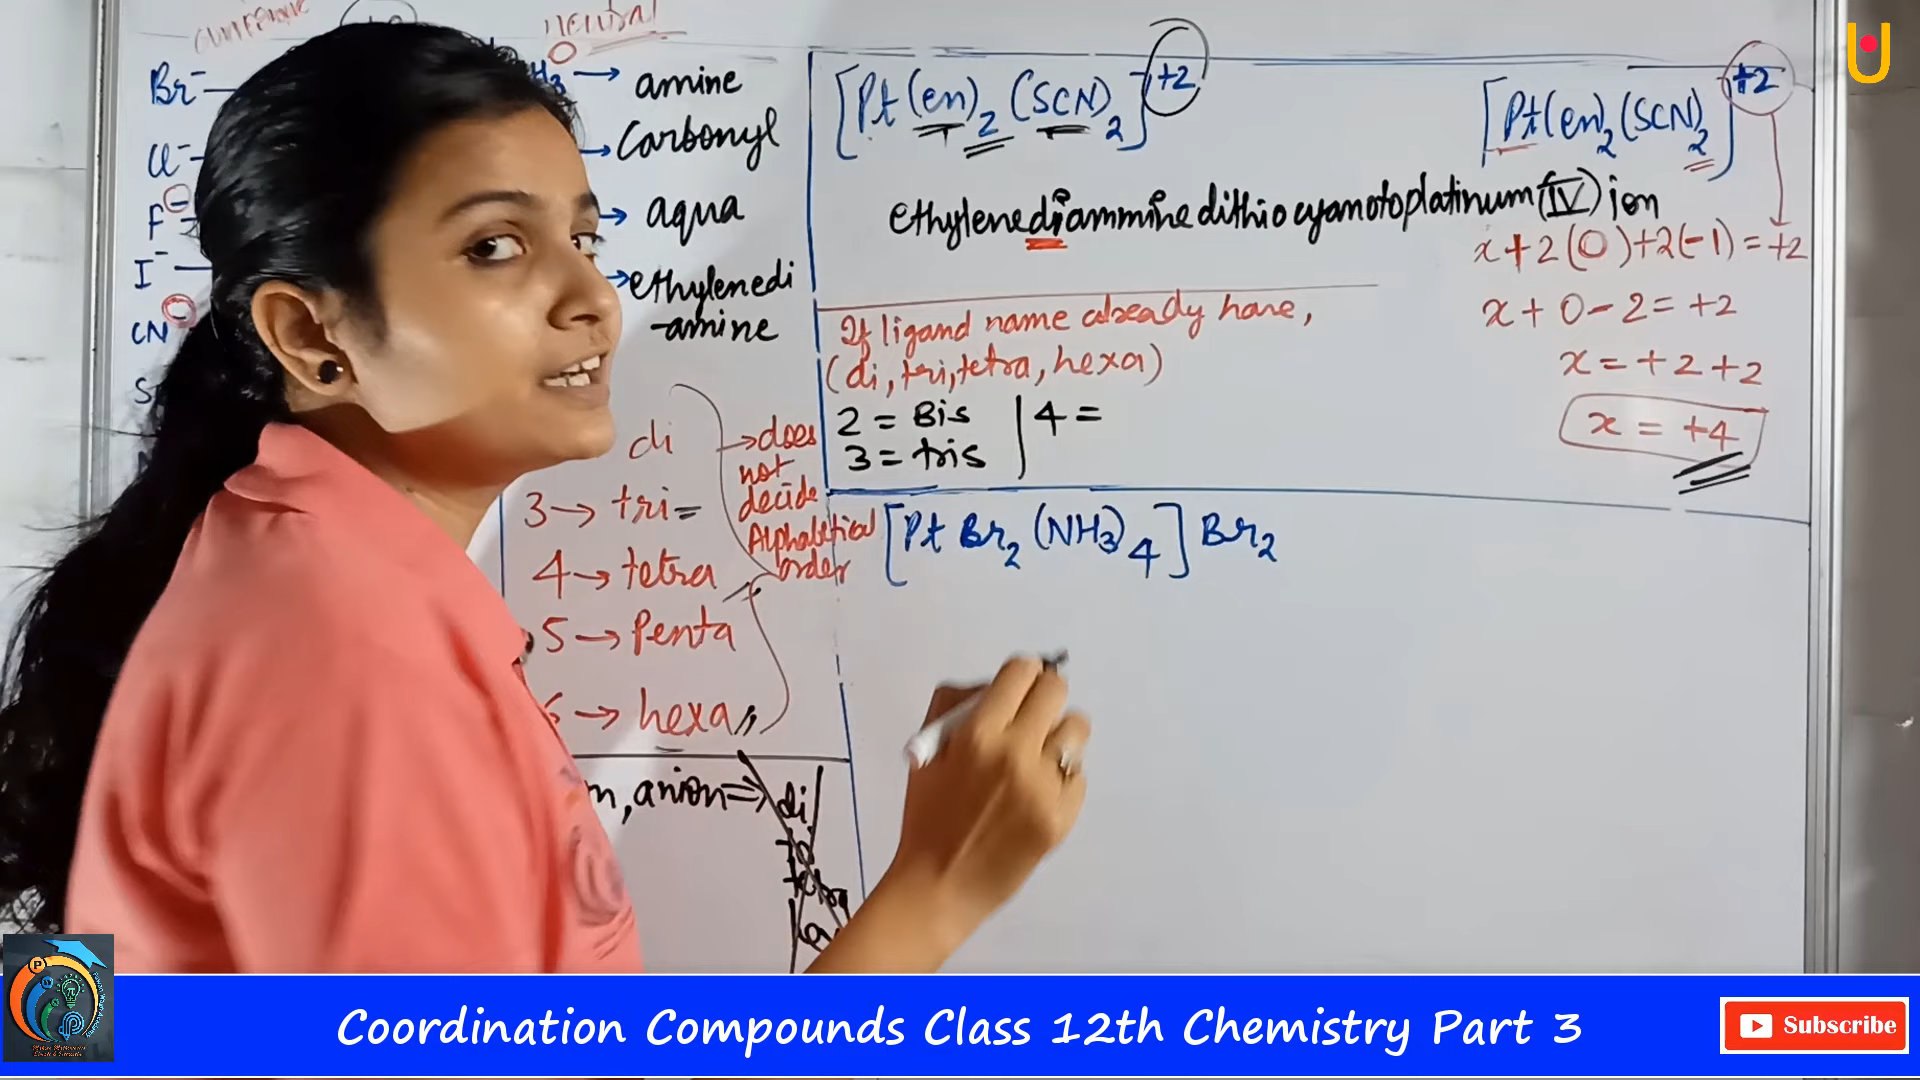 neutral
Br⁻
Cl⁻
F⁻
I⁻
CN⁻
H3 → amine
→ Carbonyl
→ aqua
→ ethylenedi
-amine
di
3 → tri =
4 → tetra
5 → Penta
6 → hexa
→ does
not
decide
Alphabetical
order
n, anion ⇒
di
tetra
[Pt(en)₂(SCN)₂]⁺²
ethylenediammine dithiocyanotoplatinum(IV) ion
[Pt(en)₂(SCN)₂]⁺²
x + 2(0) + 2(-1) = +2
x + 0 - 2 = +2
x = +2 +2
x = +4
If ligand name already have,
(di, tri, tetra, hexa)
2 = Bis
3 = tris
4 =
[Pt Br₂ (NH₃)₄] Br₂
U
Coordination Compounds Class 12th Chemistry Part 3
Subscribe